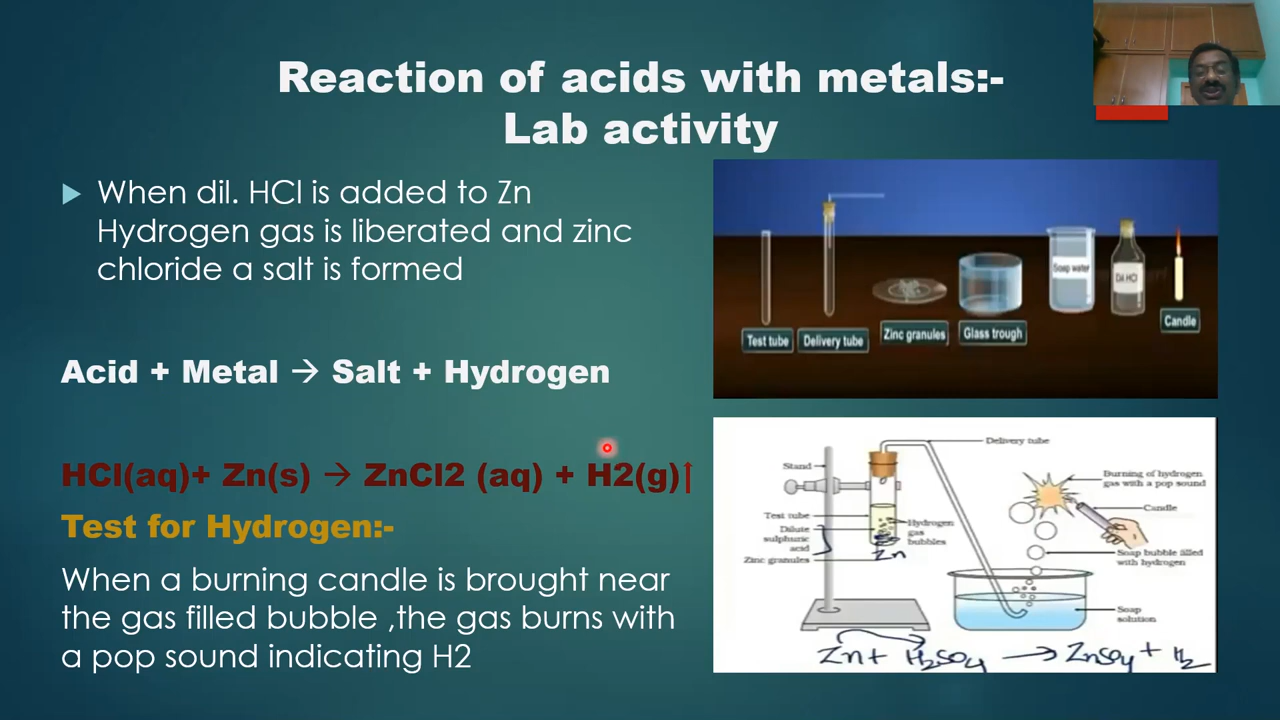 Reaction of acids with metals:-
Lab activity
When dil. HCl is added to Zn
Hydrogen gas is liberated and zinc
chloride a salt is formed
Acid + Metal → Salt + Hydrogen
HCl(aq)+ Zn(s) → ZnCl2 (aq) + H2(g)↑
Test for Hydrogen:-
When a burning candle is brought near
the gas filled bubble ,the gas burns with
a pop sound indicating H2
Soap water
Dil HCl
Test tube
Delivery tube
Zinc granules
Glass trough
Candle
Delivery tube
Stand
Test tube
Dilute
sulphuric
acid
Zinc granules
Hydrogen
gas
bubbles
Zn
Burning of hydrogen
gas with a pop sound
Candle
Soap bubble filled
with hydrogen
Soap
solution
Zn + H2SO4 → ZnSO4 + H2